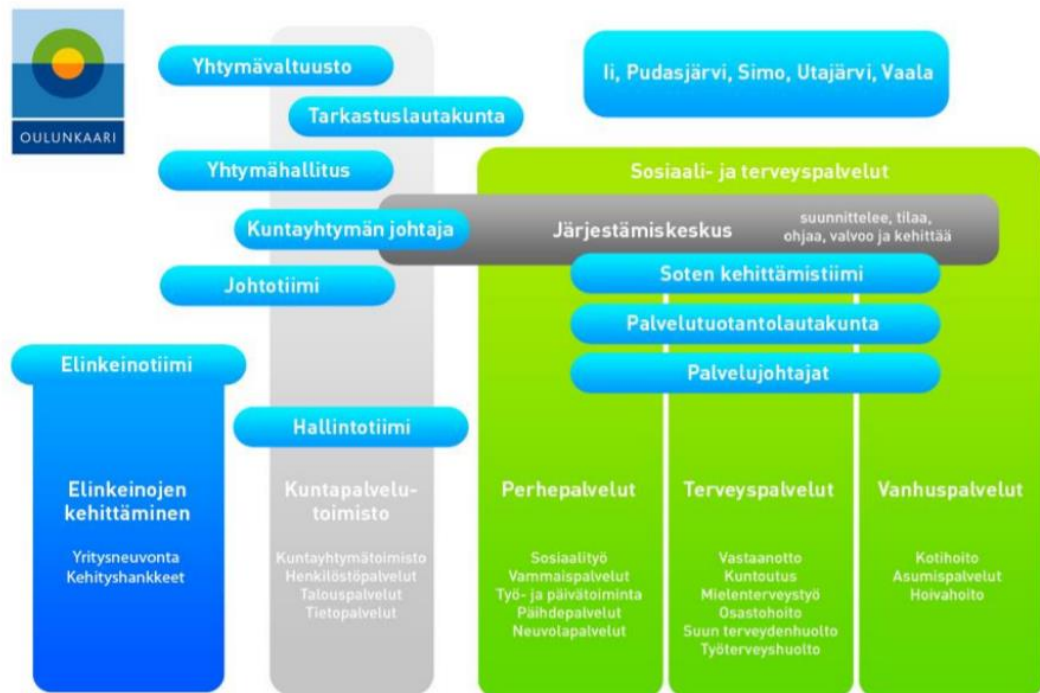 OULUNKAARI
Yhtymävaltuusto
Ii, Pudasjärvi, Simo, Utajärvi, Vaala
Tarkastuslautakunta
Yhtymähallitus
Sosiaali- ja terveyspalvelut
Kuntayhtymän johtaja
Järjestämiskeskus
suunnittelee, tilaa,
ohjaa, valvoo ja kehittää
Johtotiimi
Soten kehittämistiimi
Palvelutuotantolautakunta
Palvelujohtajat
Elinkeinotiimi
Hallintotiimi
Elinkeinojen
kehittäminen
Yritysneuvonta
Kehityshankkeet
Kuntapalvelu-
toimisto
Kuntayhtymätoimisto
Henkilöstöpalvelut
Talouspalvelut
Tietopalvelut
Perhepalvelut
Sosiaalityö
Vammaispalvelut
Työ- ja päivätoiminta
Päihdepalvelut
Neuvolapalvelut
Terveyspalvelut
Vastaanotto
Kuntoutus
Mielenterveystyö
Osastohoito
Suun terveydenhuolto
Työterveyshuolto
Vanhuspalvelut
Kotihoito
Asumispalvelut
Hoivahoito